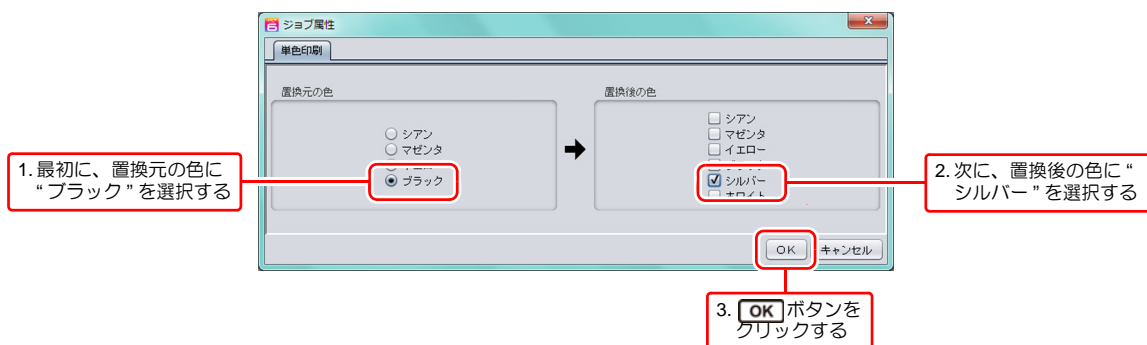 ジョブ属性
単色印刷
置換元の色
置換後の色
シアン
マゼンタ
ブラック
シアン
マゼンタ
イエロー
シルバー
ホワイト
1. 最初に、置換元の色に
“ ブラック ” を選択する
2. 次に、置換後の色に “
シルバー ” を選択する
OK
キャンセル
3. OK ボタンを
クリックする